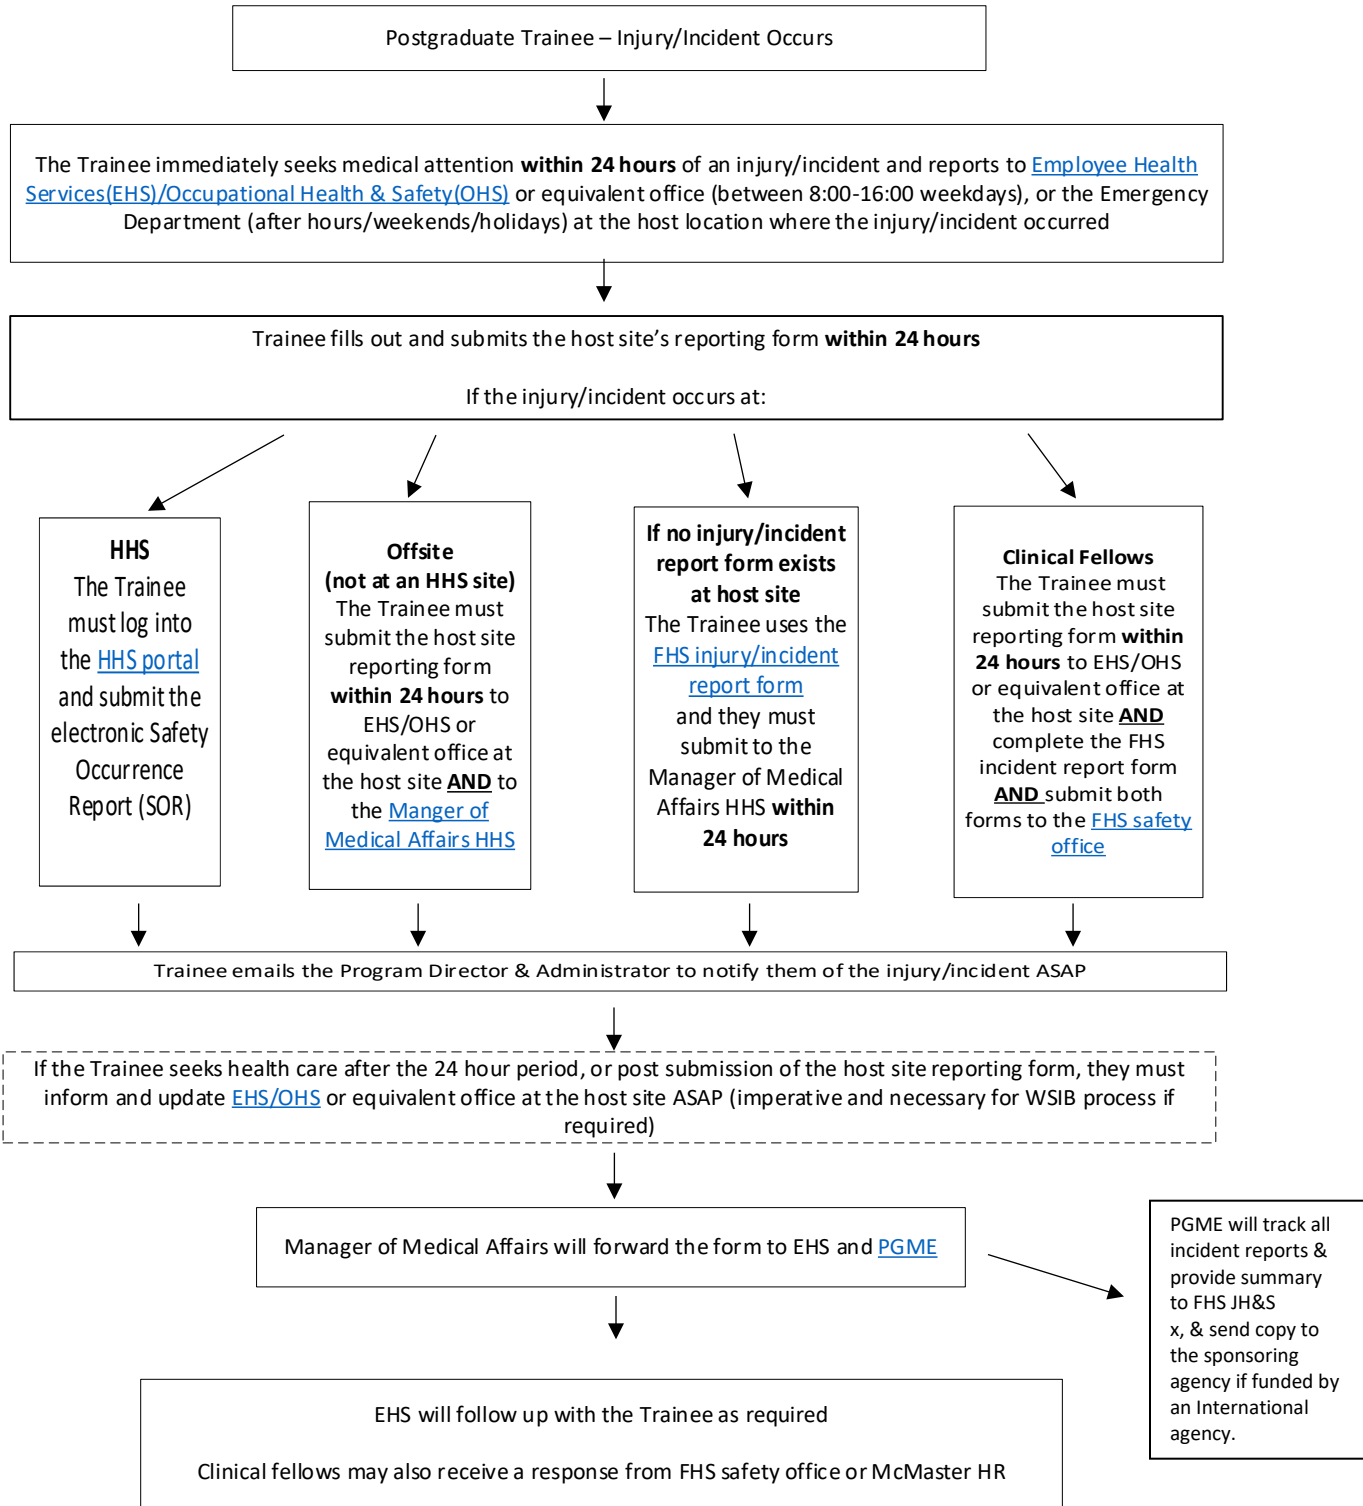 Postgraduate Trainee – Injury/Incident Occurs
The Trainee immediately seeks medical attention within 24 hours of an injury/incident and reports to Employee Health
Services(EHS)/Occupational Health & Safety(OHS) or equivalent office (between 8:00-16:00 weekdays), or the Emergency
Department (after hours/weekends/holidays) at the host location where the injury/incident occurred
Trainee fills out and submits the host site’s reporting form within 24 hours
If the injury/incident occurs at:
HHS
The Trainee
must log into
the HHS portal
and submit the
electronic Safety
Occurrence
Report (SOR)
Offsite
(not at an HHS site)
The Trainee must
submit the host site
reporting form
within 24 hours to
EHS/OHS or
equivalent office at
the host site AND to
the Manger of
Medical Affairs HHS
If no injury/incident
report form exists
at host site
The Trainee uses the
FHS injury/incident
report form
and they must
submit to the
Manager of Medical
Affairs HHS within
24 hours
Clinical Fellows
The Trainee must
submit the host site
reporting form within
24 hours to EHS/OHS
or equivalent office at
the host site AND
complete the FHS
incident report form
AND submit both
forms to the FHS safety
office
Trainee emails the Program Director & Administrator to notify them of the injury/incident ASAP
If the Trainee seeks health care after the 24 hour period, or post submission of the host site reporting form, they must
inform and update EHS/OHS or equivalent office at the host site ASAP (imperative and necessary for WSIB process if
required)
Manager of Medical Affairs will forward the form to EHS and PGME
PGME will track all
incident reports &
provide summary
to FHS JH&S
x, & send copy to
the sponsoring
agency if funded by
an International
agency.
EHS will follow up with the Trainee as required
Clinical fellows may also receive a response from FHS safety office or McMaster HR